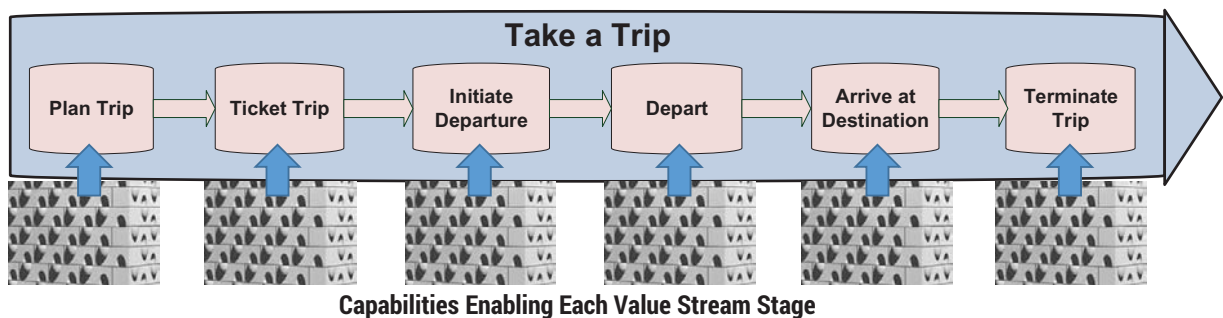 Take a Trip
Plan Trip
Ticket Trip
Initiate
Departure
Depart
Arrive at
Destination
Terminate
Trip
Capabilities Enabling Each Value Stream Stage